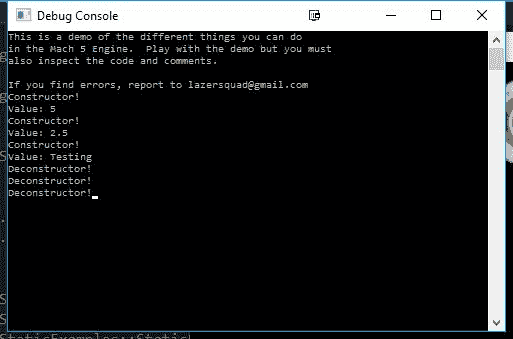 Debug Console
This is a demo of the different things you can do
in the Mach 5 Engine.  Play with the demo but you must
also inspect the code and comments.
If you find errors, report to lazersquad@gmail.com
Constructor!
Value: 5
Constructor!
Value: 2.5
Constructor!
Value: Testing
Deconstructor!
Deconstructor!
Deconstructor!